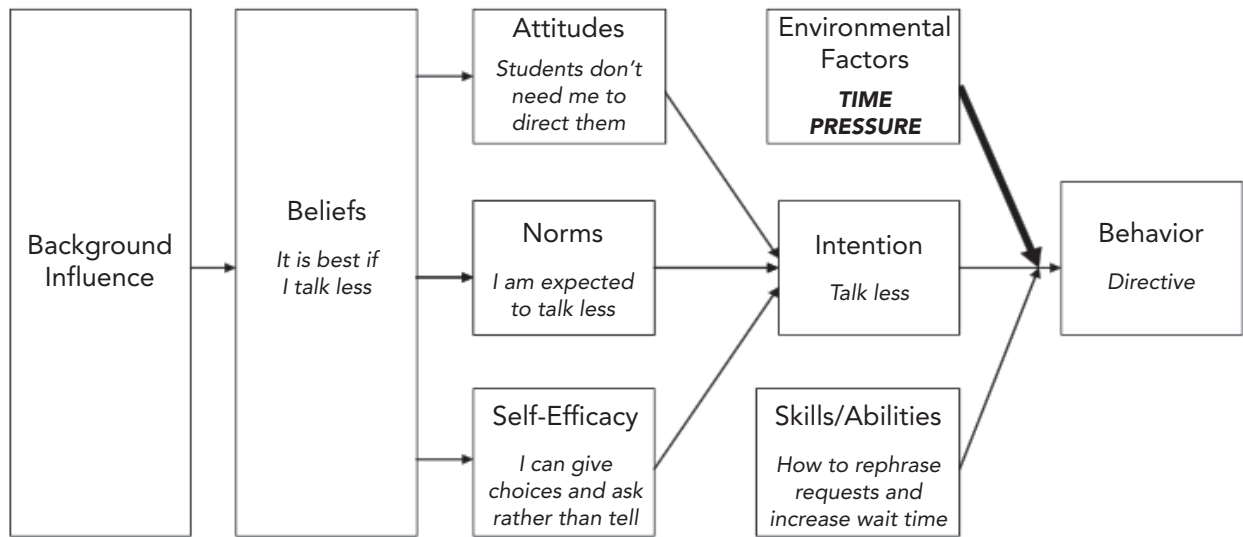 Background
Influence
Beliefs
It is best if
I talk less
Attitudes
Students don’t
need me to
direct them
Norms
I am expected
to talk less
Self-Efficacy
I can give
choices and ask
rather than tell
Environmental
Factors
TIME
PRESSURE
Intention
Talk less
Skills/Abilities
How to rephrase
requests and
increase wait time
Behavior
Directive